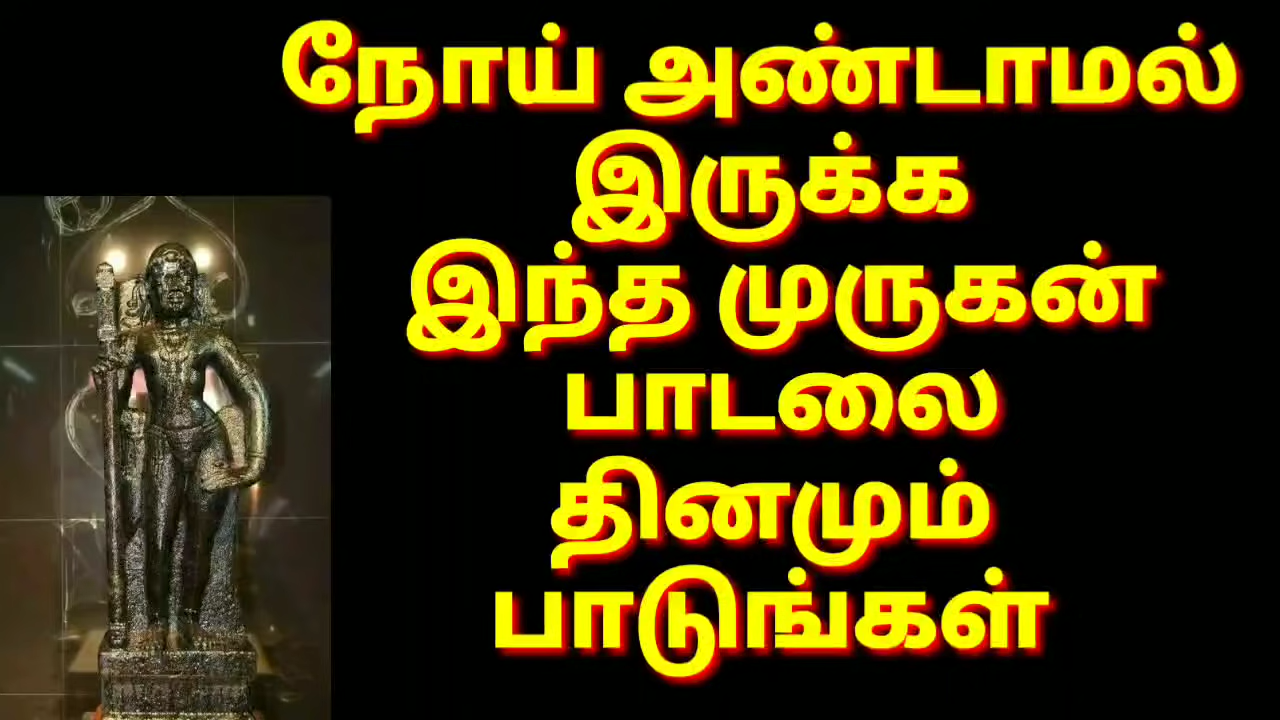 நோய் அண்டாமல்
இருக்க
இந்த முருகன்
பாடலை
தினமும்
பாடுங்கள்